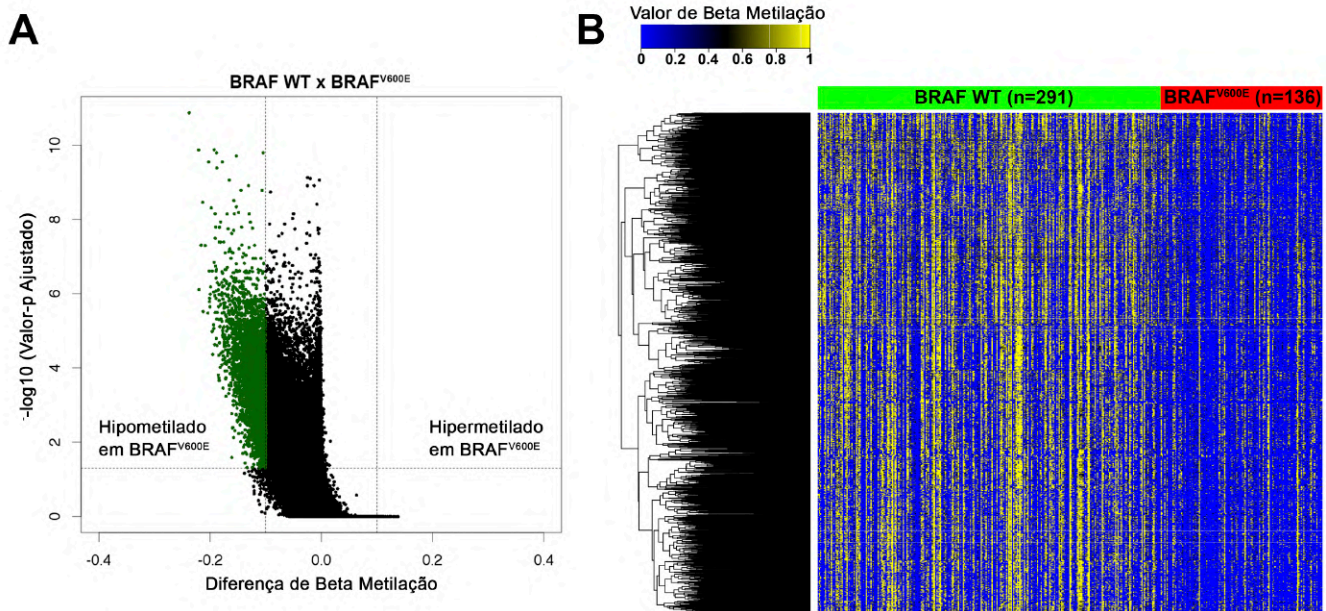 A
BRAF WT x BRAFV600E
-log10 (Valor-p Ajustado)
10
8
6
4
2
0
Hipometilado
em BRAFV600E
Hipermetilado
em BRAFV600E
-0.4
-0.2
0.0
0.2
0.4
Diferença de Beta Metilação
B
Valor de Beta Metilação
0 0.2 0.4 0.6 0.8 1
BRAF WT (n=291)
BRAFV600E (n=136)